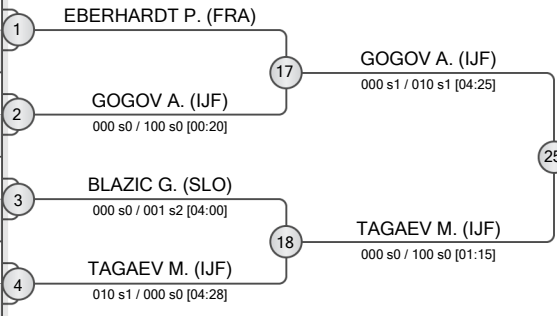 EBERHARDT P. (FRA)
1
17
GOGOV A. (IJF)
000 s1 / 010 s1 [04:25]
GOGOV A. (IJF)
2
000 s0 / 100 s0 [00:20]
25
BLAZIC G. (SLO)
3
000 s0 / 001 s2 [04:00]
18
TAGAEV M. (IJF)
000 s0 / 100 s0 [01:15]
TAGAEV M. (IJF)
4
010 s1 / 000 s0 [04:28]